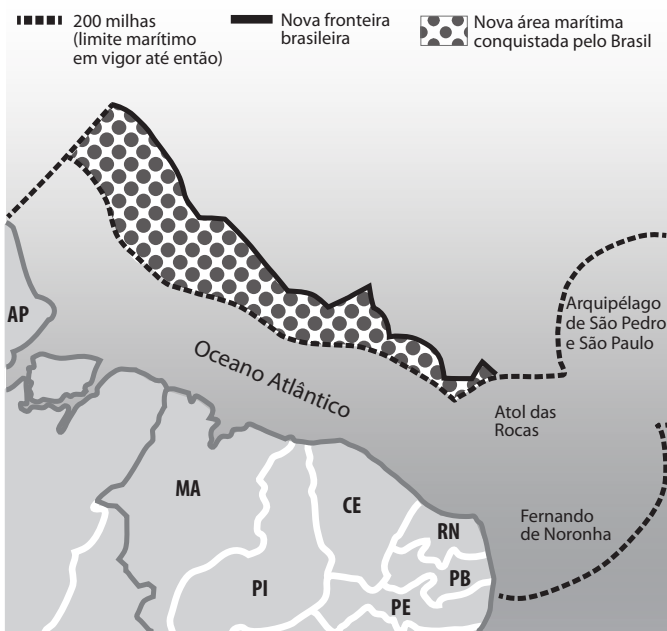 200 milhas
(limite marítimo
em vigor até então)
Nova fronteira
brasileira
Nova área marítima
conquistada pelo Brasil
AP
Oceano Atlântico
Arquipélago
de São Pedro
e São Paulo
Atol das
Rocas
MA
CE
RN
Fernando
de Noronha
PI
PB
PE